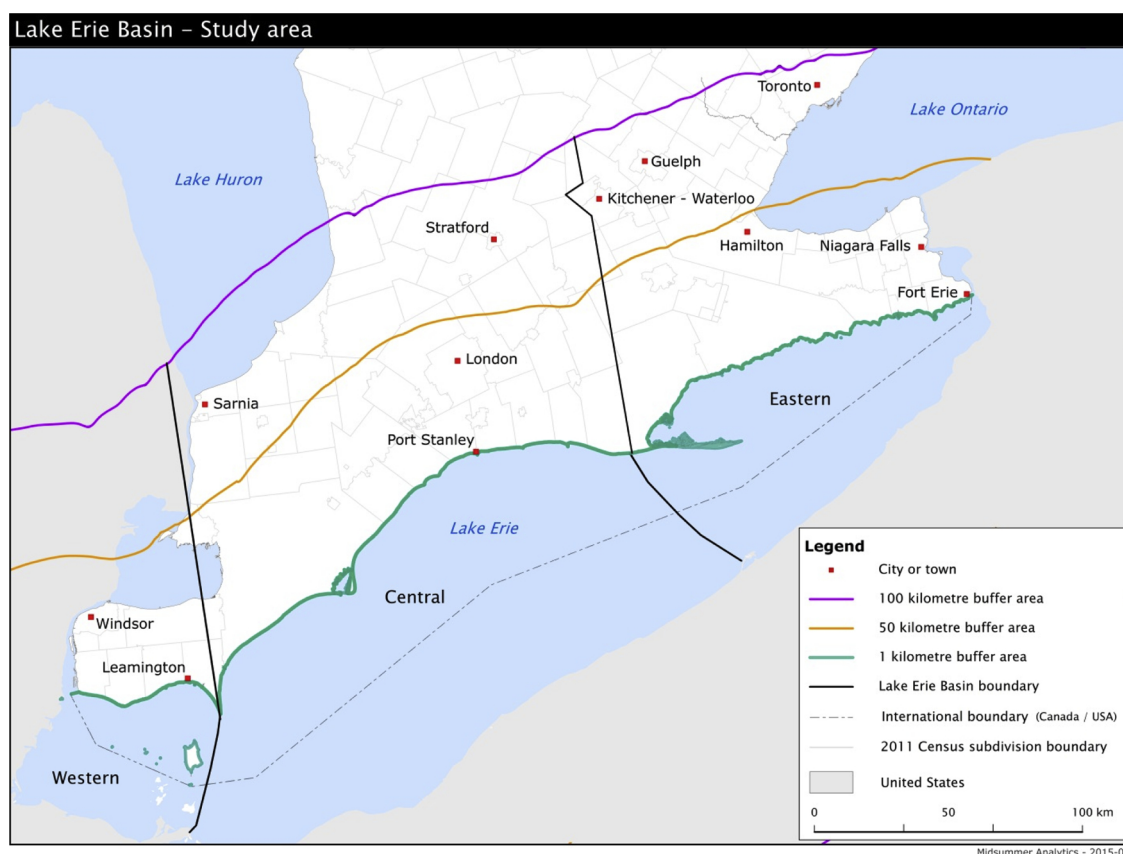 Lake Erie Basin – Study area
Toronto
Lake Ontario
Guelph
Lake Huron
Kitchener - Waterloo
Stratford
Hamilton
Niagara Falls
Fort Erie
London
Eastern
Sarnia
Port Stanley
Lake Erie
Central
Windsor
Leamington
Western
Legend
City or town
100 kilometre buffer area
50 kilometre buffer area
1 kilometre buffer area
Lake Erie Basin boundary
International boundary (Canada / USA)
2011 Census subdivision boundary
United States
0 50 100 km
Midsummer Analytics - 2015-0